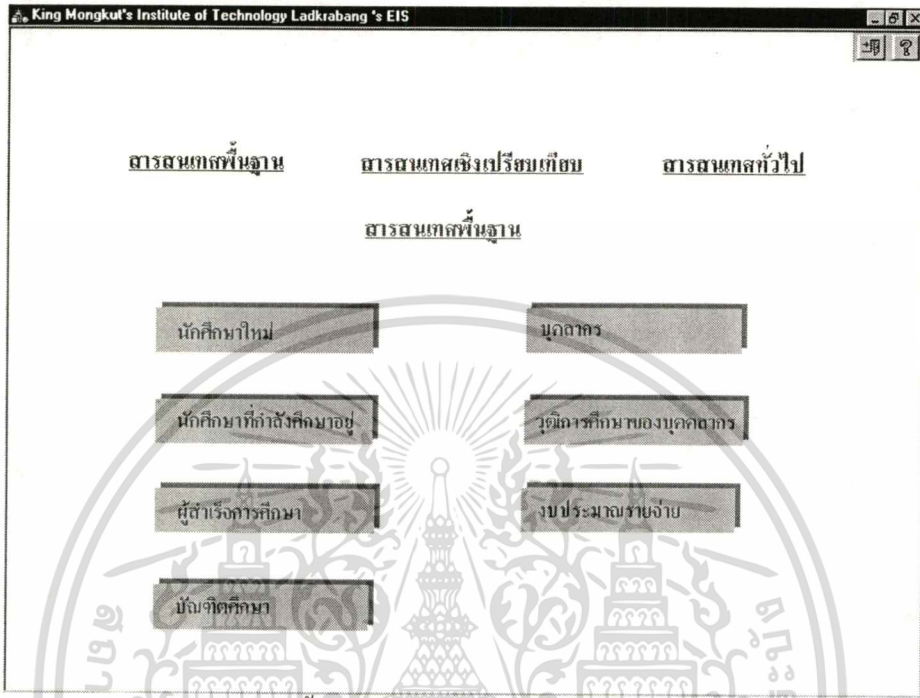 King Mongkut's Institute of Technology Ladkrabang 's EIS
สารสนเทศพื้นฐาน สารสนเทศเชิงเปรียบเทียบ สารสนเทศทั่วไป
สารสนเทศพื้นฐาน
นักศึกษาใหม่ บุคลากร
นักศึกษาที่กำลังศึกษาอยู่ วุฒิการศึกษาของบุคคลากร
ผู้สำเร็จการศึกษา งบประมาณรายจ่าย
บัณฑิตศึกษา